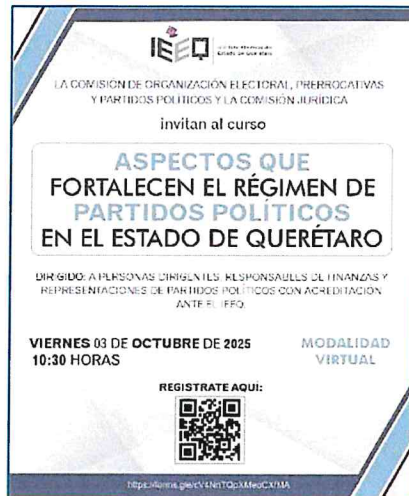 IEEQ
LA COMISIÓN DE ORGANIZACIÓN ELECTORAL, PRERROGATIVAS
Y PARTIDOS POLÍTICOS Y LA COMISIÓN JURÍDICA
invitan al curso
ASPECTOS QUE
FORTALECEN EL RÉGIMEN DE
PARTIDOS POLÍTICOS
EN EL ESTADO DE QUERÉTARO
DIRIGIDO: A PERSONAS DIRIGENTES, RESPONSABLES DE FINANZAS Y
REPRESENTACIONES DE PARTIDOS POLÍTICOS CON ACREDITACIÓN
ANTE EL IEEQ.
VIERNES 03 DE OCTUBRE DE 2025
10:30 HORAS
MODALIDAD
VIRTUAL
REGISTRATE AQUÍ: